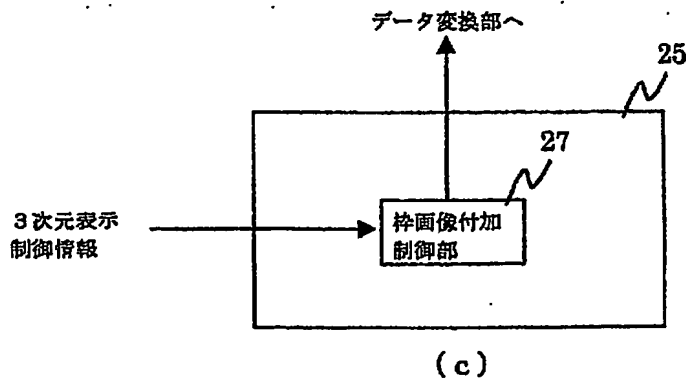 データ変換部へ
25
27
3次元表示
制御情報
枠画像付加
制御部
(c)